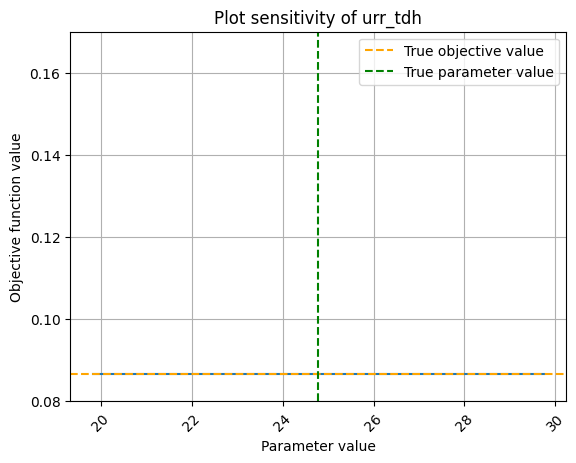 Plot sensitivity of urr_tdh
True objective value
True parameter value
Objective function value
0.16
0.14
0.12
0.10
0.08
20
22
24
26
28
30
Parameter value